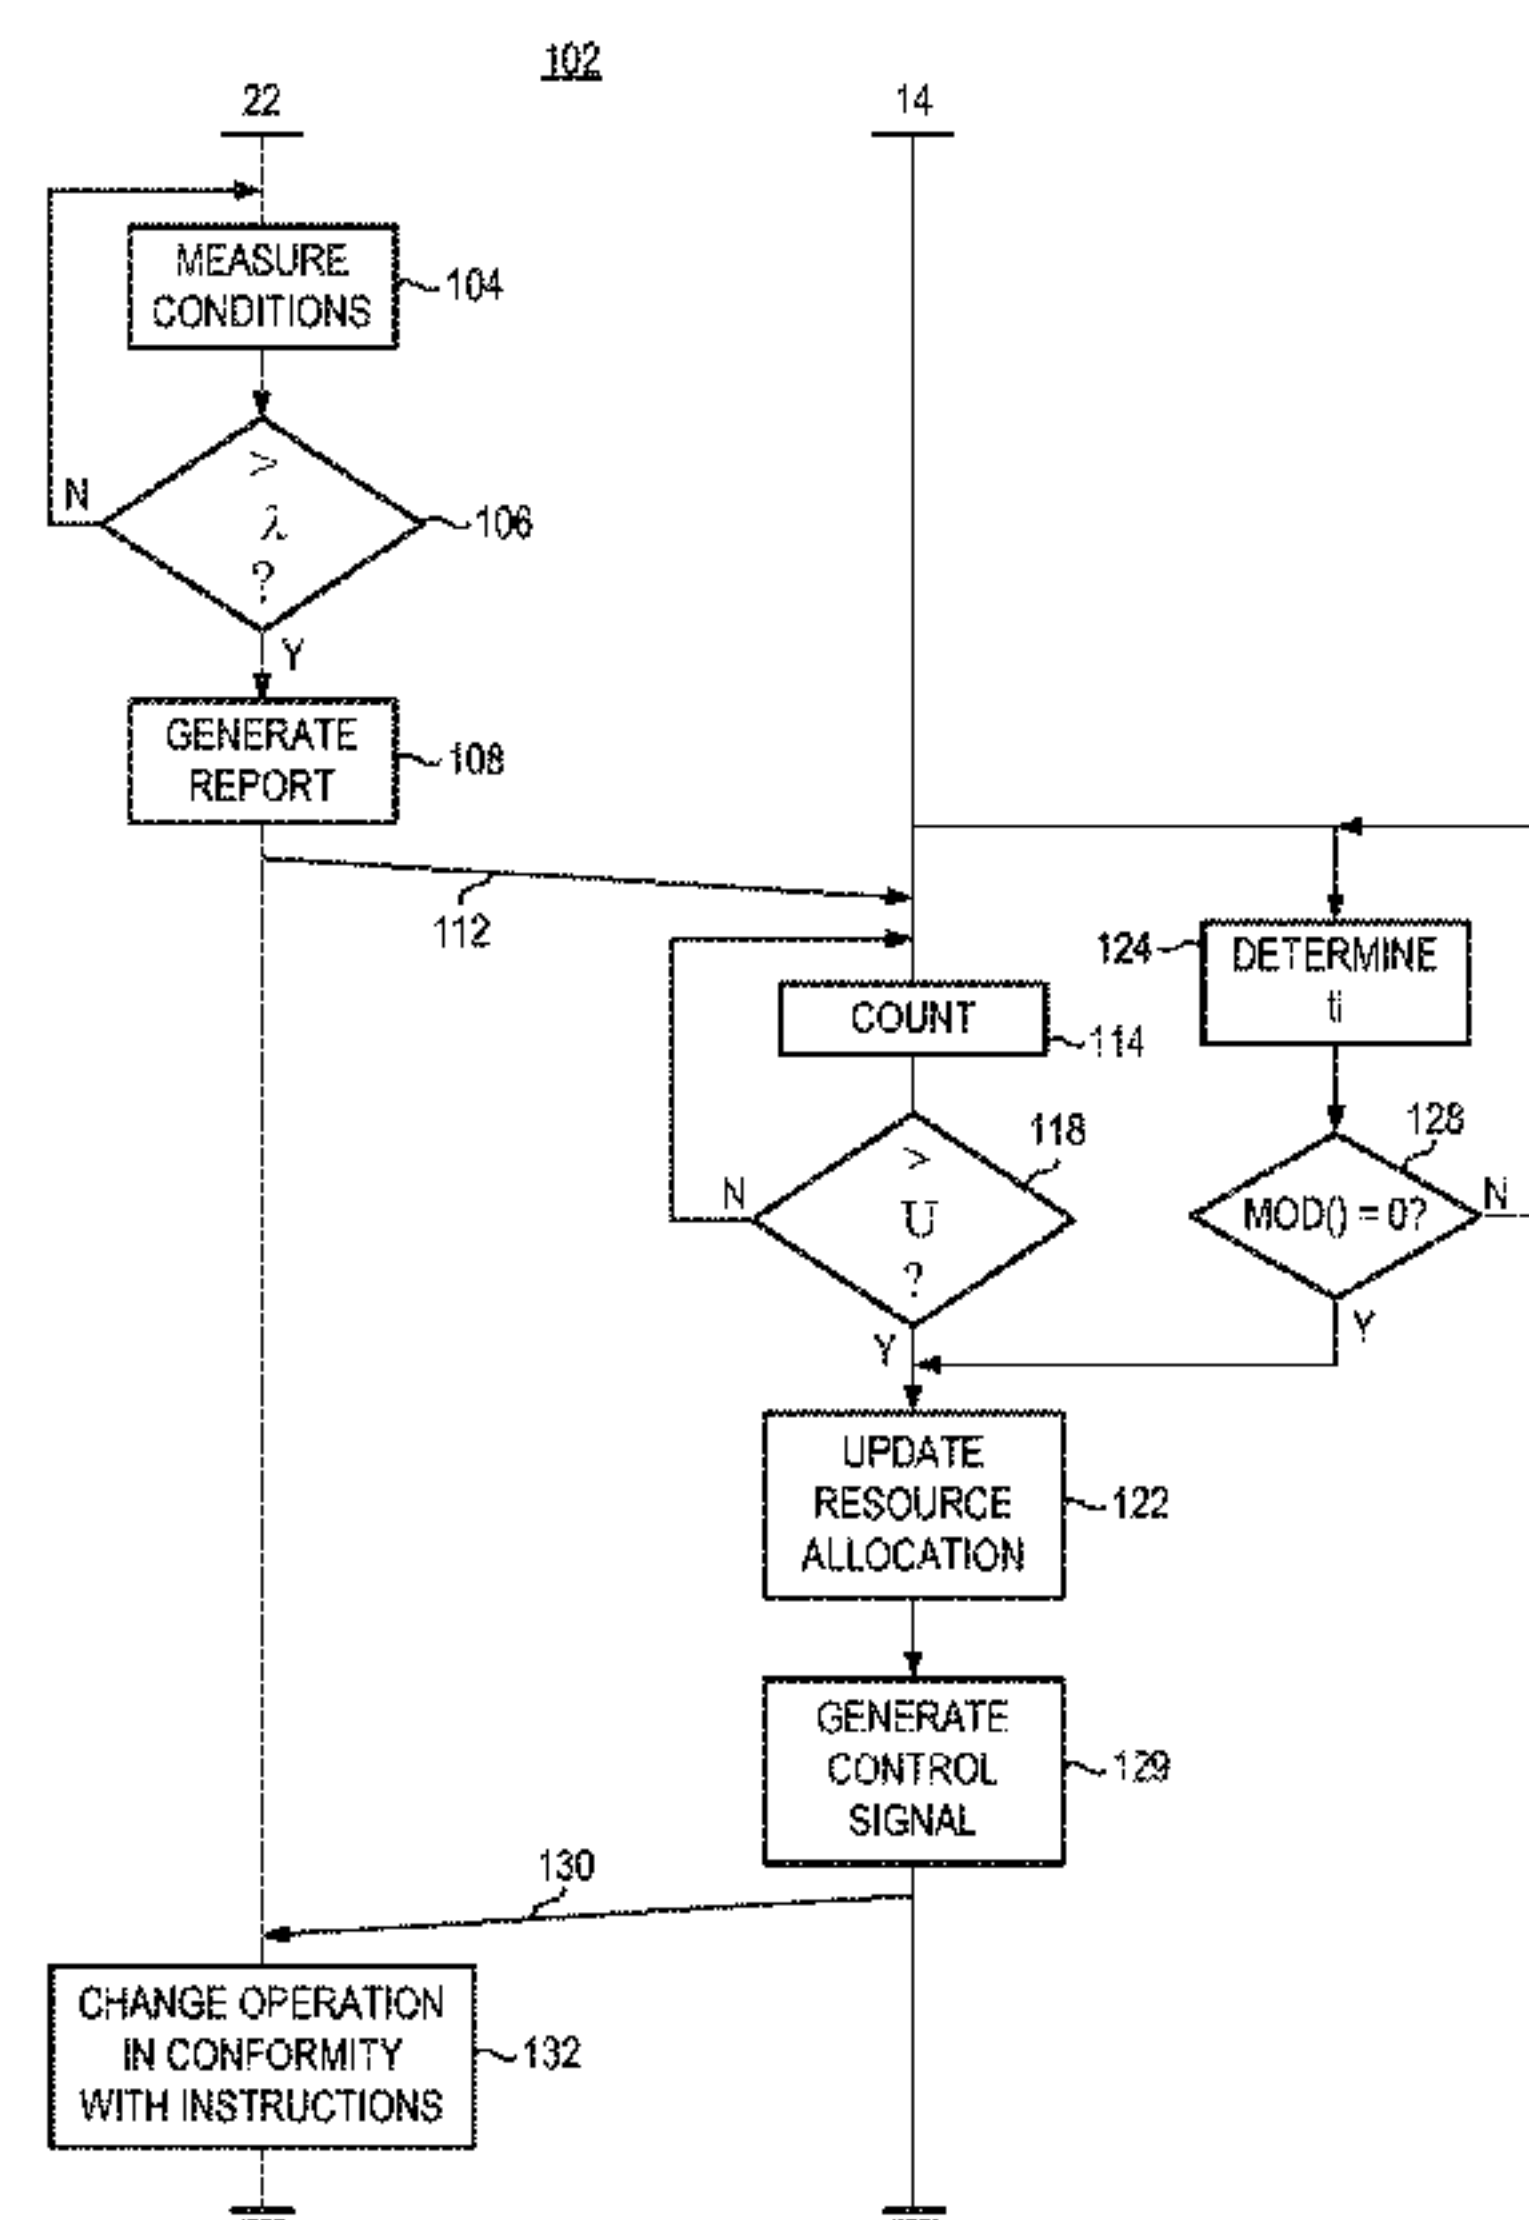 102
22
14
MEASURE
CONDITIONS
104
>
λ
?
106
N
Y
GENERATE
REPORT
108
112
124
DETERMINE
ti
COUNT
114
>
U
?
118
N
Y
128
MOD() = 0?
N
Y
UPDATE
RESOURCE
ALLOCATION
122
GENERATE
CONTROL
SIGNAL
129
130
CHANGE OPERATION
IN CONFORMITY
WITH INSTRUCTIONS
132